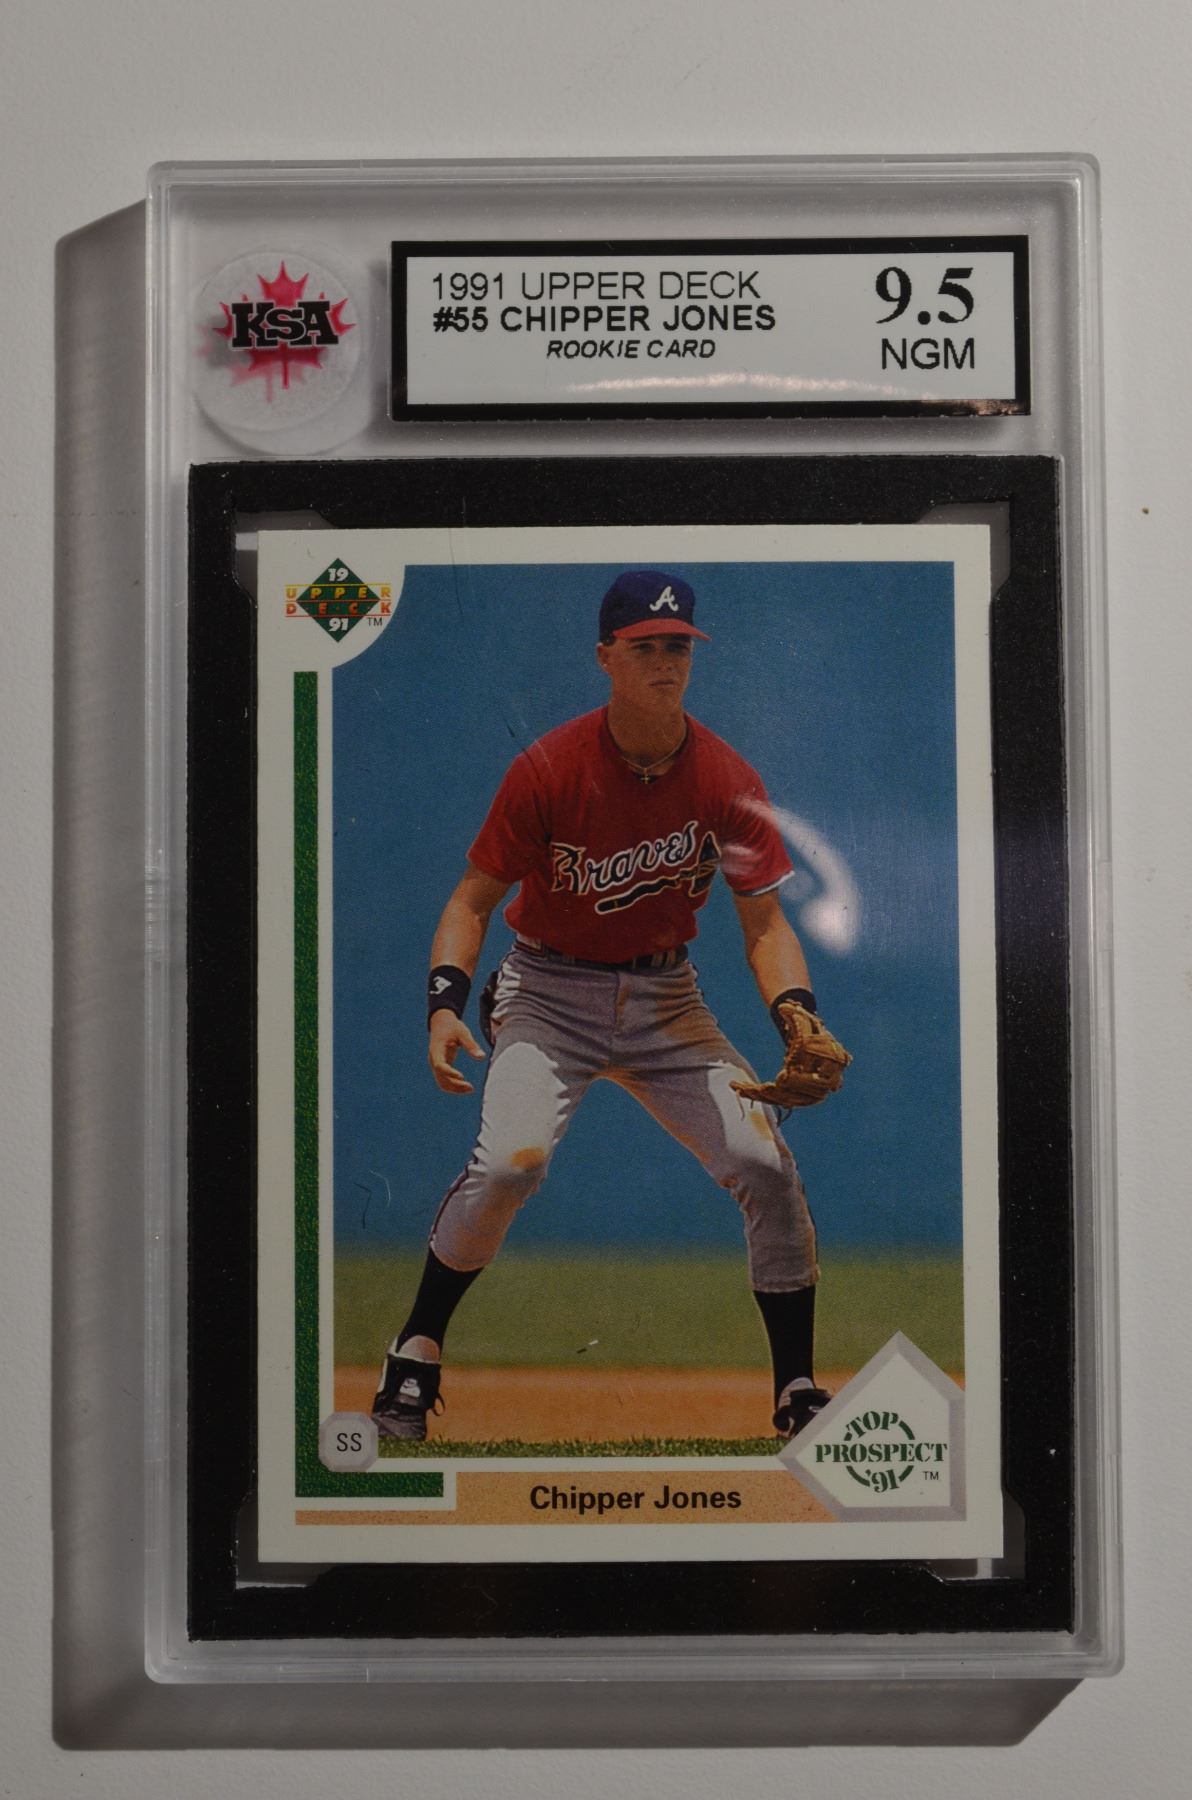 KSA
1991 UPPER DECK
#55 CHIPPER JONES
ROOKIE CARD
9.5
NGM
19
UPPER
DECK
91 TM
A
Braves
SS
Chipper Jones
TOP
PROSPECT
'91 TM